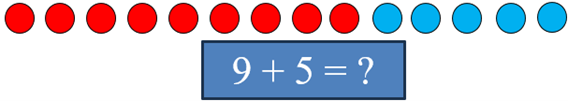 9 + 5 = ?